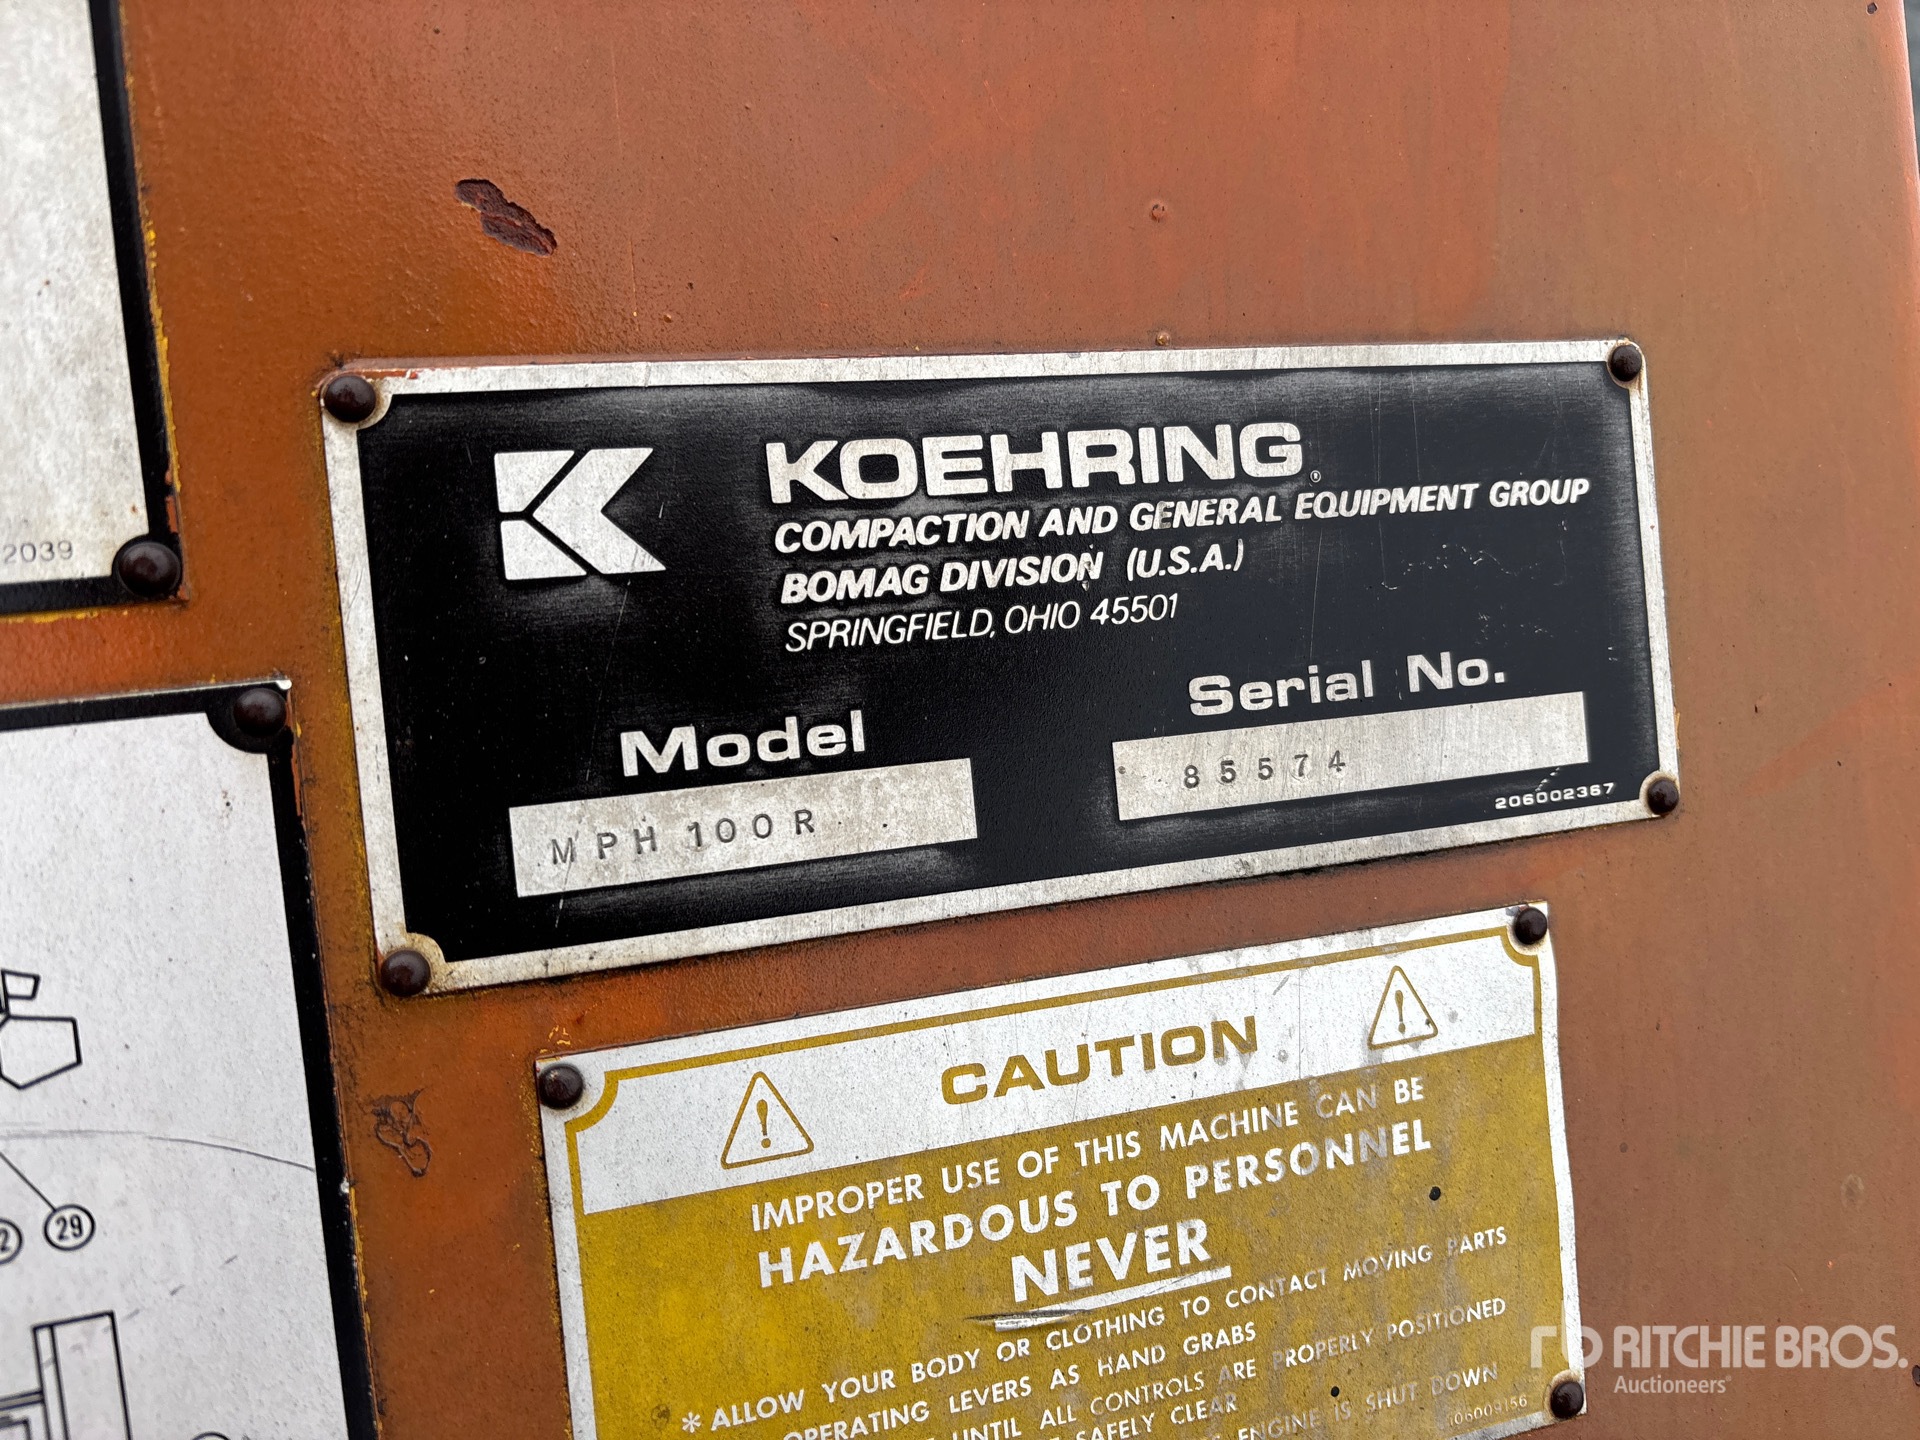 2039
KOEHRING®
COMPACTION AND GENERAL EQUIPMENT GROUP
BOMAG DIVISION (U.S.A.)
SPRINGFIELD, OHIO 45501
Model
Serial No.
MPH 100R
85574
206002367
29
CAUTION
IMPROPER USE OF THIS MACHINE CAN BE
HAZARDOUS TO PERSONNEL
NEVER
* ALLOW YOUR BODY OR CLOTHING TO CONTACT MOVING PARTS
OPERATING LEVERS AS HAND GRABS
UNTIL ALL CONTROLS ARE PROPERLY POSITIONED
SAFELY CLEAR
ENGINE IS SHUT DOWN
RITCHIE BROS.
Auctioneers